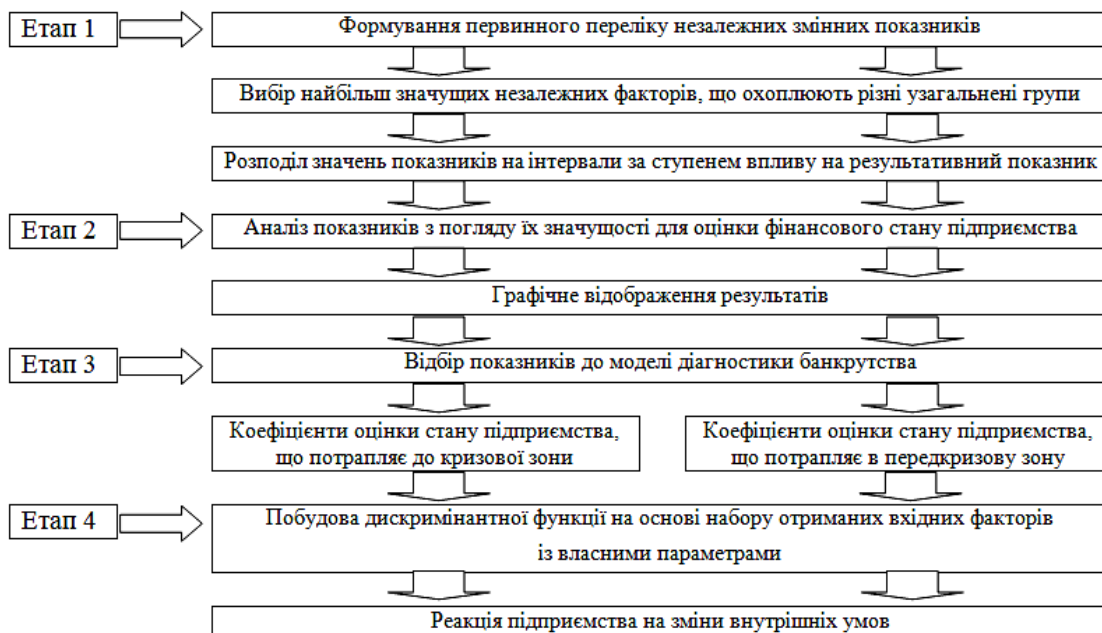 Етап 1
Формування первинного переліку незалежних змінних показників
Вибір найбільш значущих незалежних факторів, що охоплюють різні узагальнені групи
Розподіл значень показників на інтервали за ступенем впливу на результативний показник
Етап 2
Аналіз показників з погляду їх значущості для оцінки фінансового стану підприємства
Графічне відображення результатів
Етап 3
Відбір показників до моделі діагностики банкрутства
Коефіцієнти оцінки стану підприємства,
що потрапляє до кризової зони
Коефіцієнти оцінки стану підприємства,
що потрапляє в передкризову зону
Етап 4
Побудова дискримінантної функції на основі набору отриманих вхідних факторів
із власними параметрами
Реакція підприємства на зміни внутрішніх умов